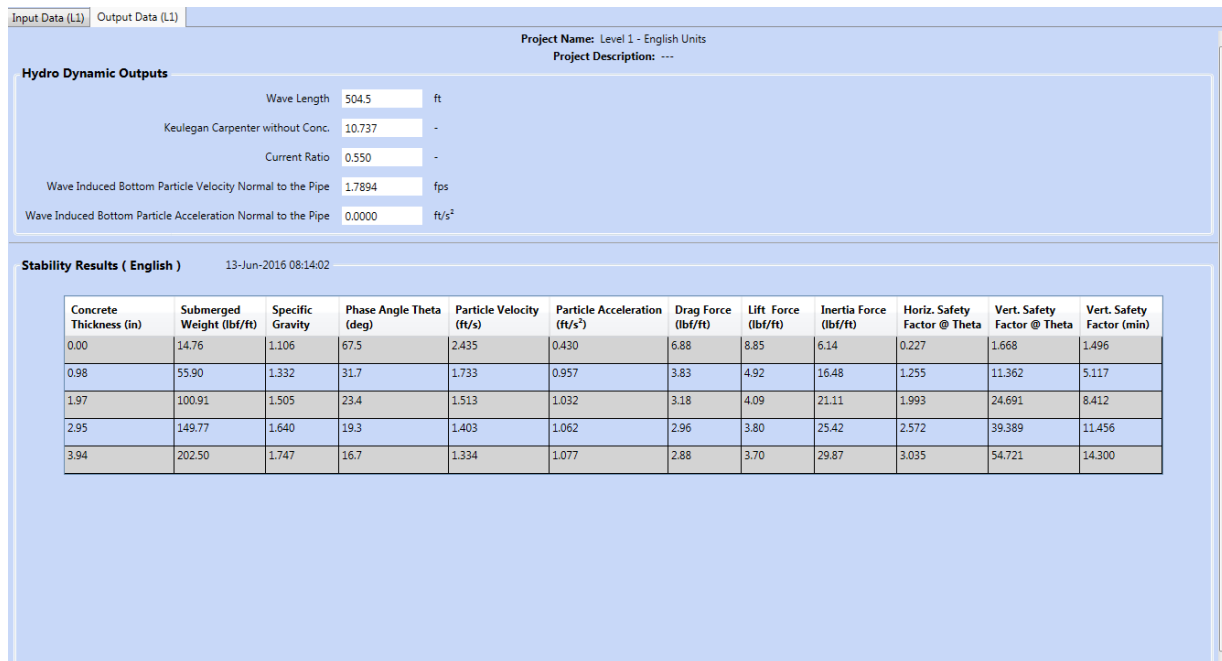 Input Data (L1) Output Data (L1)
Project Name: Level 1 - English Units
Project Description: ---
Hydro Dynamic Outputs
Wave Length 504.5 ft
Keulegan Carpenter without Conc. 10.737 -
Current Ratio 0.550 -
Wave Induced Bottom Particle Velocity Normal to the Pipe 1.7894 fps
Wave Induced Bottom Particle Acceleration Normal to the Pipe 0.0000 ft/s²
Stability Results ( English ) 13-Jun-2016 08:14:02
Concrete Submerged Specific Phase Angle Theta Particle Velocity Particle Acceleration Drag Force Lift Force Inertia Force Horiz. Safety Vert. Safety Vert. Safety
Thickness (in) Weight (lbf/ft) Gravity (deg) (ft/s) (ft/s²) (lbf/ft) (lbf/ft) (lbf/ft) Factor @ Theta Factor @ Theta Factor (min)
0.00 14.76 1.106 67.5 2.435 0.430 6.88 8.85 6.14 0.227 1.668 1.496
0.98 55.90 1.332 31.7 1.733 0.957 3.83 4.92 16.48 1.255 11.362 5.117
1.97 100.91 1.505 23.4 1.513 1.032 3.18 4.09 21.11 1.993 24.691 8.412
2.95 149.77 1.640 19.3 1.403 1.062 2.96 3.80 25.42 2.572 39.389 11.456
3.94 202.50 1.747 16.7 1.334 1.077 2.88 3.70 29.87 3.035 54.721 14.300